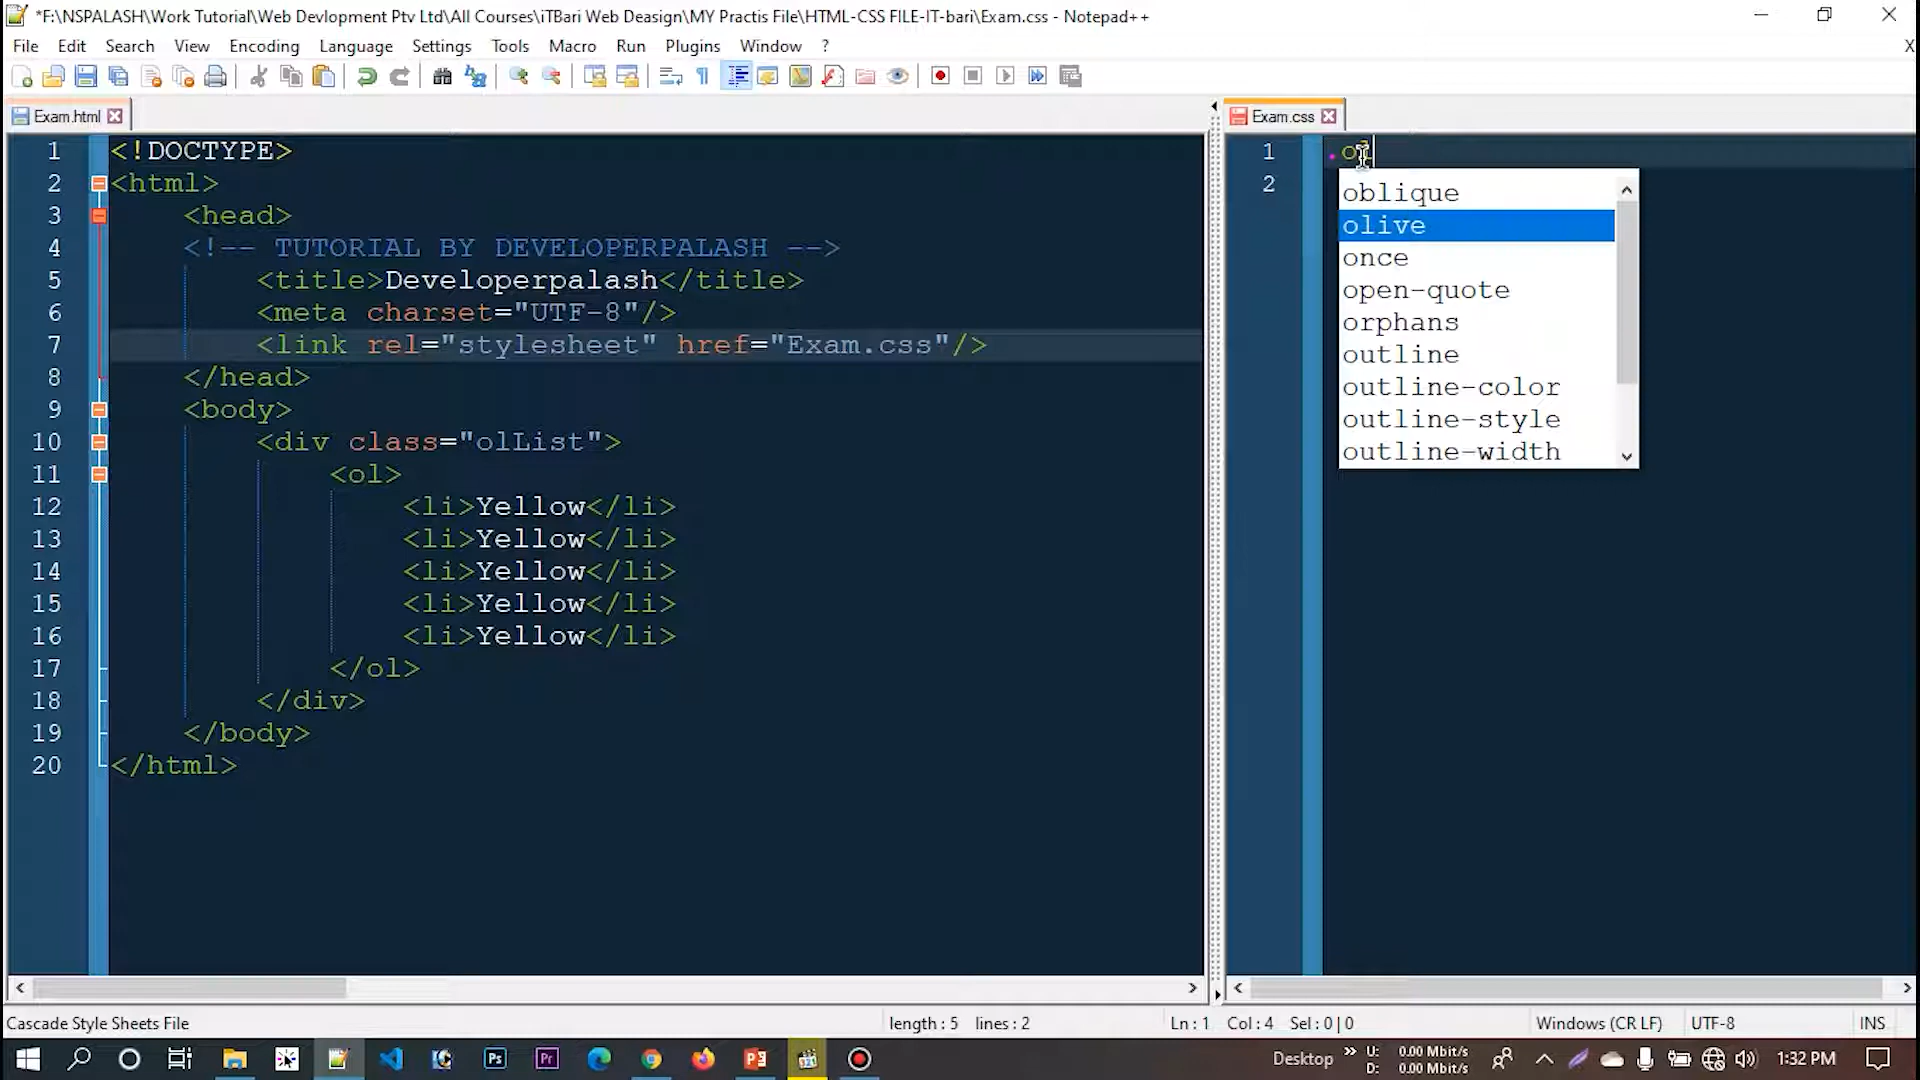 *F:\NSPALASH\Work Tutorial\Web Devlopment Ptv Ltd\All Courses\iTBari Web Deasign\MY Practis File\HTML-CSS FILE-IT-bari\Exam.css - Notepad++
File Edit Search View Encoding Language Settings Tools Macro Run Plugins Window ? X
Exam.html
1 <!DOCTYPE>
2 <html>
3 <head>
4 <!-- TUTORIAL BY DEVELOPERPALASH -->
5 <title>Developerpalash</title>
6 <meta charset="UTF-8"/>
7 <link rel="stylesheet" href="Exam.css"/>
8 </head>
9 <body>
10 <div class="olList">
11 <ol>
12 <li>Yellow</li>
13 <li>Yellow</li>
14 <li>Yellow</li>
15 <li>Yellow</li>
16 <li>Yellow</li>
17 </ol>
18 </div>
19 </body>
20 </html>
Exam.css
1 .ol
2
oblique
olive
once
open-quote
orphans
outline
outline-color
outline-style
outline-width
Cascade Style Sheets File length : 5 lines : 2 Ln : 1 Col : 4 Sel : 0 | 0 Windows (CR LF) UTF-8 INS
Ps Pr Desktop U: 0.00 Mbit/s 1:32 PM
D: 0.00 Mbit/s